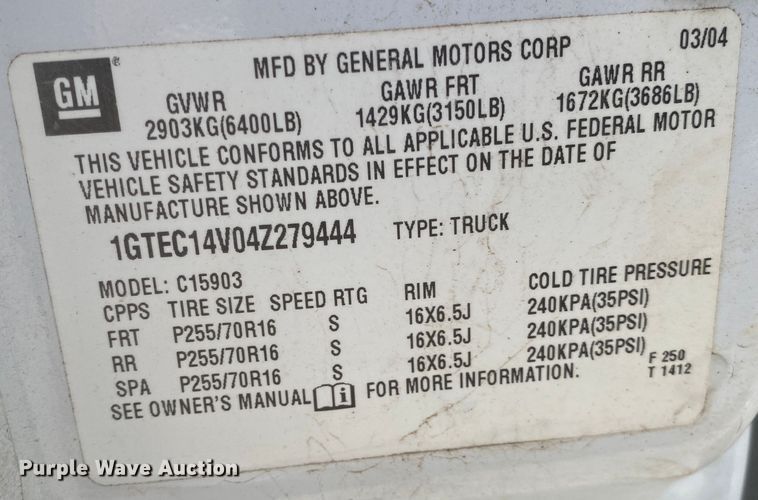 GM®
MFD BY GENERAL MOTORS CORP 03/04
GVWR GAWR FRT GAWR RR
2903KG(6400LB) 1429KG(3150LB) 1672KG(3686LB)
THIS VEHICLE CONFORMS TO ALL APPLICABLE U.S. FEDERAL MOTOR
VEHICLE SAFETY STANDARDS IN EFFECT ON THE DATE OF
MANUFACTURE SHOWN ABOVE.
1GTEC14V04Z279444 TYPE: TRUCK
MODEL: C15903
CPPS TIRE SIZE SPEED RTG RIM COLD TIRE PRESSURE
FRT P255/70R16 S 16X6.5J 240KPA(35PSI)
RR P255/70R16 S 16X6.5J 240KPA(35PSI)
SPA P255/70R16 S 16X6.5J 240KPA(35PSI)
F 250
T 1412
SEE OWNER'S MANUAL i FOR MORE INFORMATION.
Purple Wave Auction